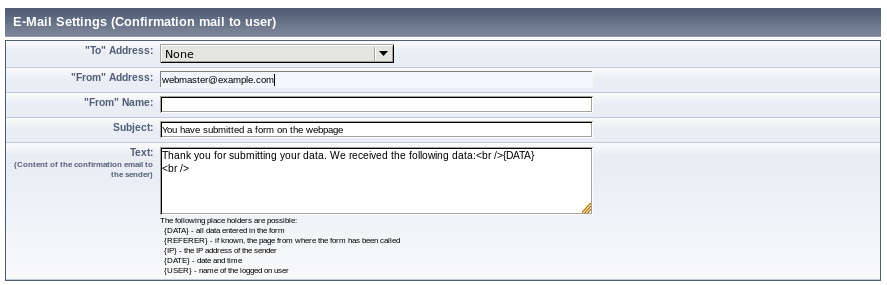 E-Mail Settings (Confirmation mail to user)
"To" Address: None
"From" Address: webmaster@example.com
"From" Name:
Subject: You have submitted a form on the webpage
Text: Thank you for submitting your data. We received the following data:<br />{DATA}
<br />
(Content of the confirmation email to
the sender)
The following place holders are possible:
{DATA} - all data entered in the form
{REFERER} - if known, the page from where the form has been called
{IP} - the IP address of the sender
{DATE} - date and time
{USER} - name of the logged on user